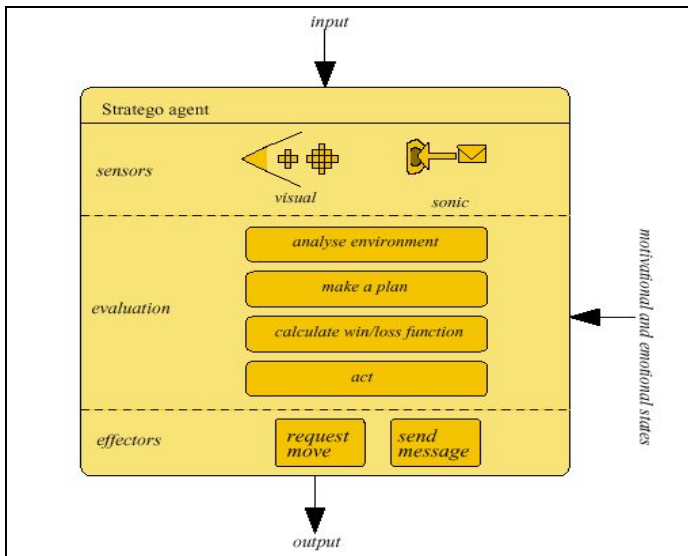 input
Stratego agent
sensors
visual
sonic
evaluation
analyse environment
make a plan
calculate win/loss function
act
motivational and emotional states
effectors
request
move
send
message
output